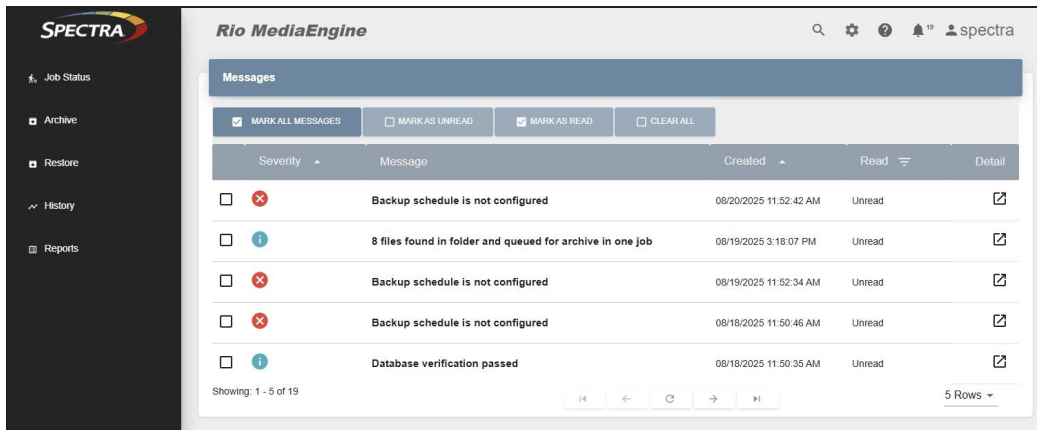 SPECTRA
Rio MediaEngine
19
spectra
Job Status
Archive
Restore
History
Reports
Messages
MARK ALL MESSAGES MARK AS UNREAD MARK AS READ CLEAR ALL
Severity Message Created Read Detail
Backup schedule is not configured 08/20/2025 11:52:42 AM Unread
8 files found in folder and queued for archive in one job 08/19/2025 3:18:07 PM Unread
Backup schedule is not configured 08/19/2025 11:52:34 AM Unread
Backup schedule is not configured 08/18/2025 11:50:46 AM Unread
Database verification passed 08/18/2025 11:50:35 AM Unread
Showing: 1 - 5 of 19
5 Rows